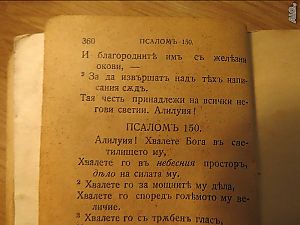 360
ПСАЛОМЪ 150.
И благороднитѣ имъ съ желѣзни
окови, —
⁹ За да извършатъ надъ тѣхъ напи-
сания сѫдъ.
Тая честь принадлежи на всички не-
гови светии. Алилуия!
ПСАЛОМЪ 150.
Алилуия! Хвалете Бога въ све-
тилището му,
Хвалете го въ небесния просторъ,
дѣло на силата му.
² Хвалете го за мощнитѣ му дѣла,
Хвалете го споредъ голѣмото му ве-
личие.
³ Хвалете го съ трѫбенъ гласъ,